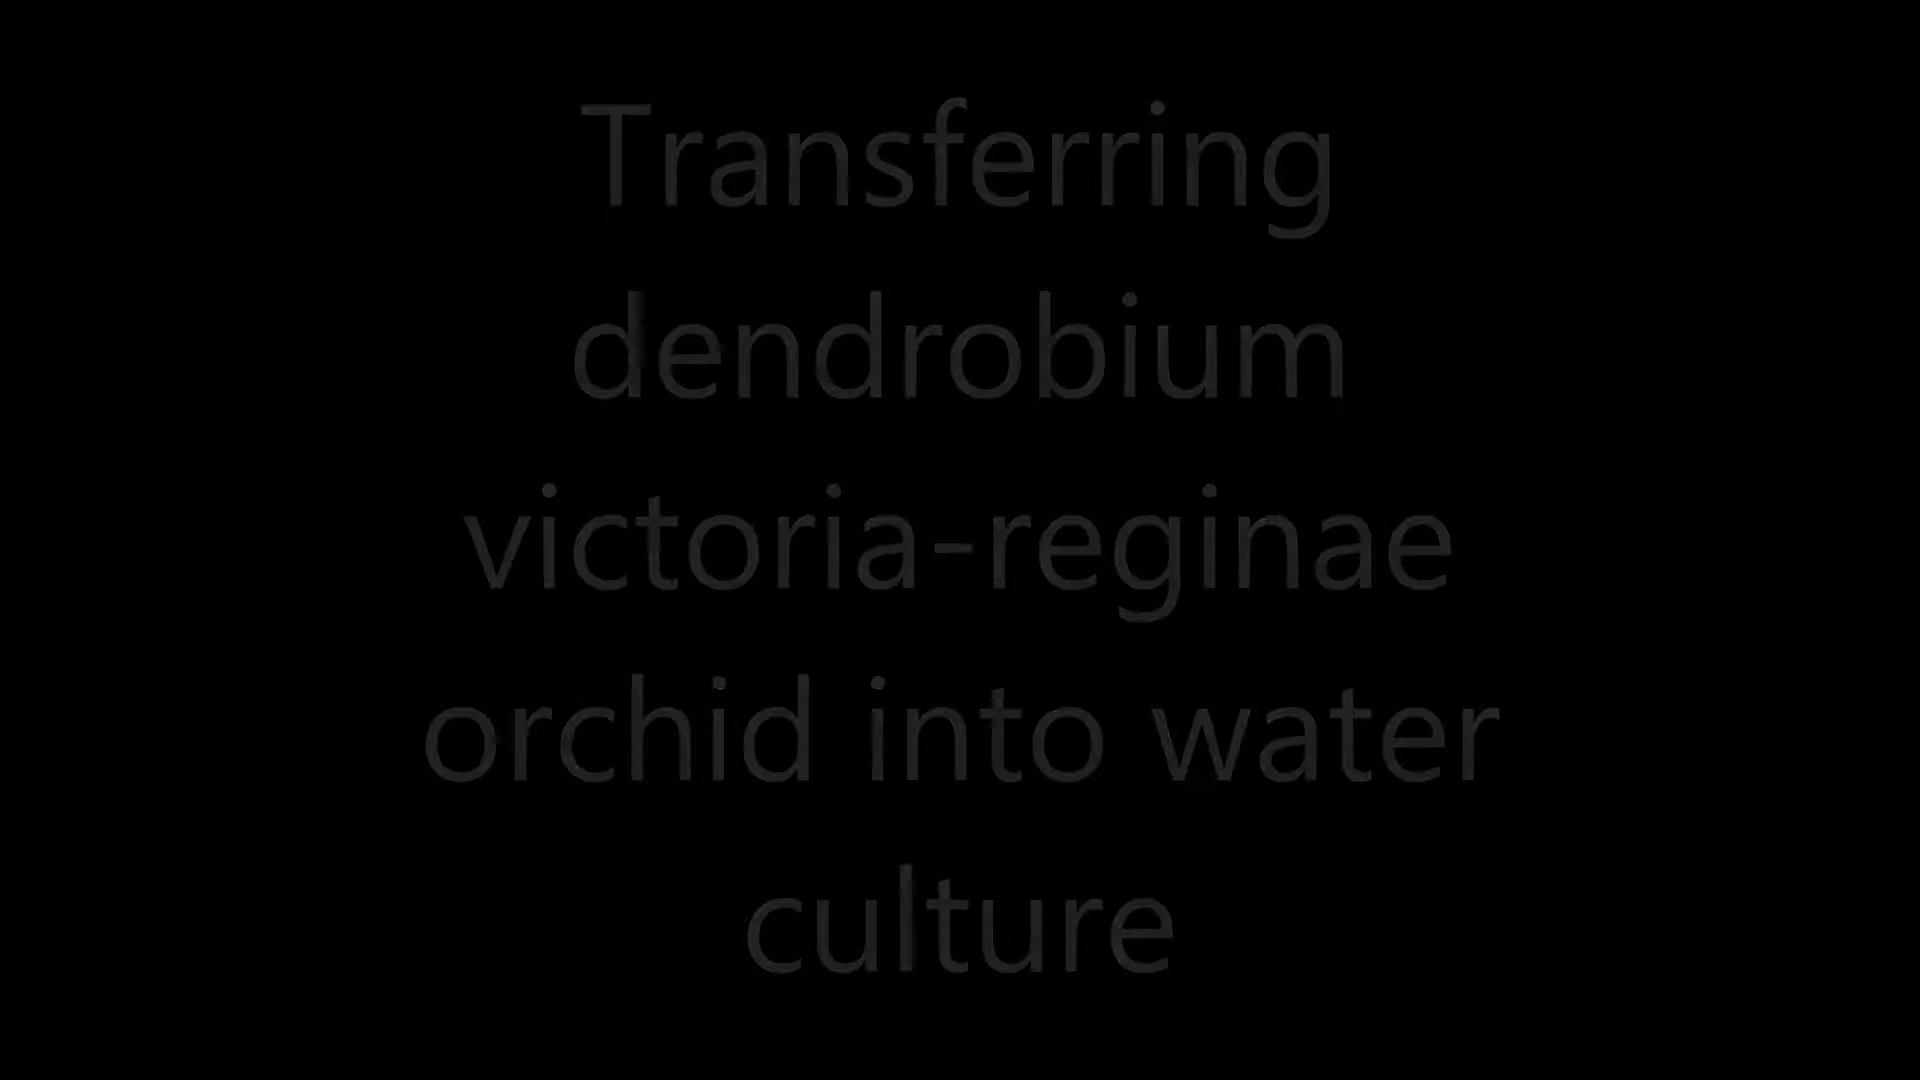 Transferring
dendrobium
victoria-reginae
orchid into water
culture